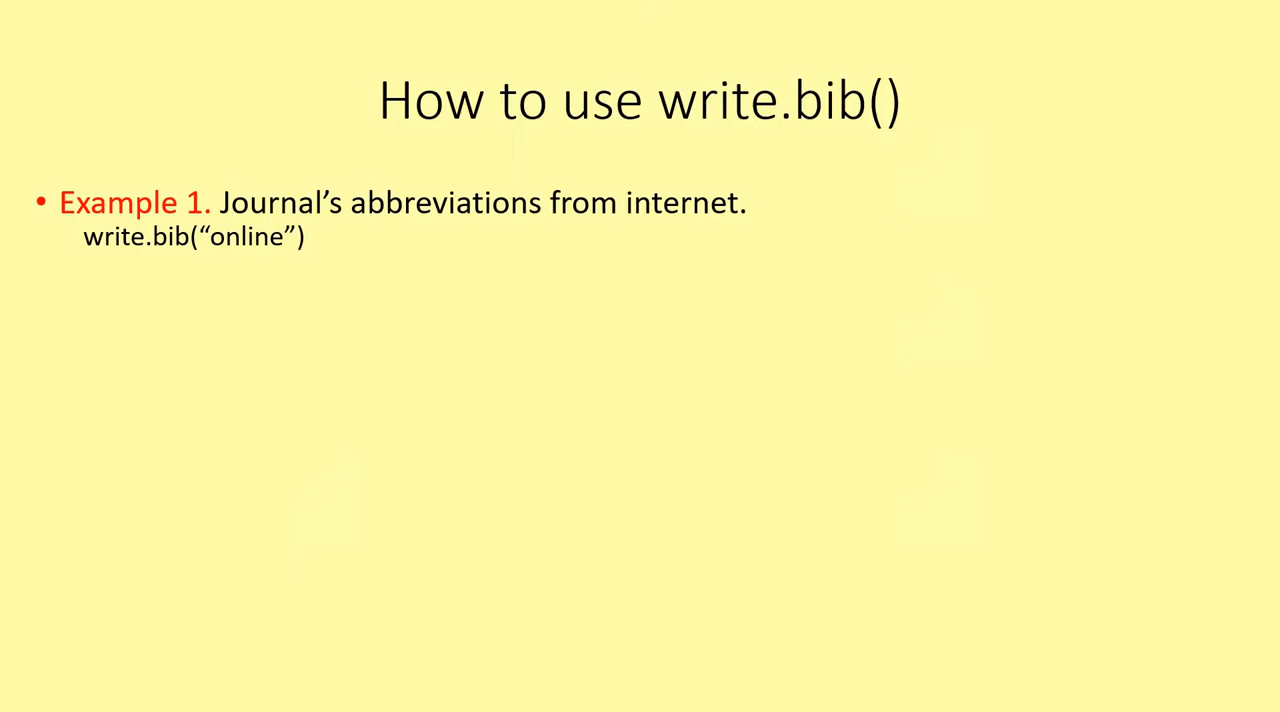 How to use write.bib()
• Example 1. Journal’s abbreviations from internet.
write.bib(“online”)